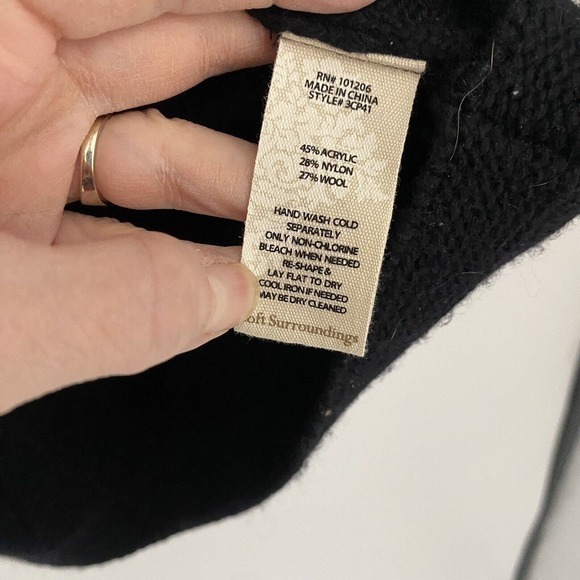 RN# 101206
MADE IN CHINA
STYLE# 3CP41
45% ACRYLIC
28% NYLON
27% WOOL
HAND WASH COLD
SEPARATELY
ONLY NON-CHLORINE
BLEACH WHEN NEEDED
RE-SHAPE &
LAY FLAT TO DRY
COOL IRON IF NEEDED
MAY BE DRY CLEANED
oft Surroundings